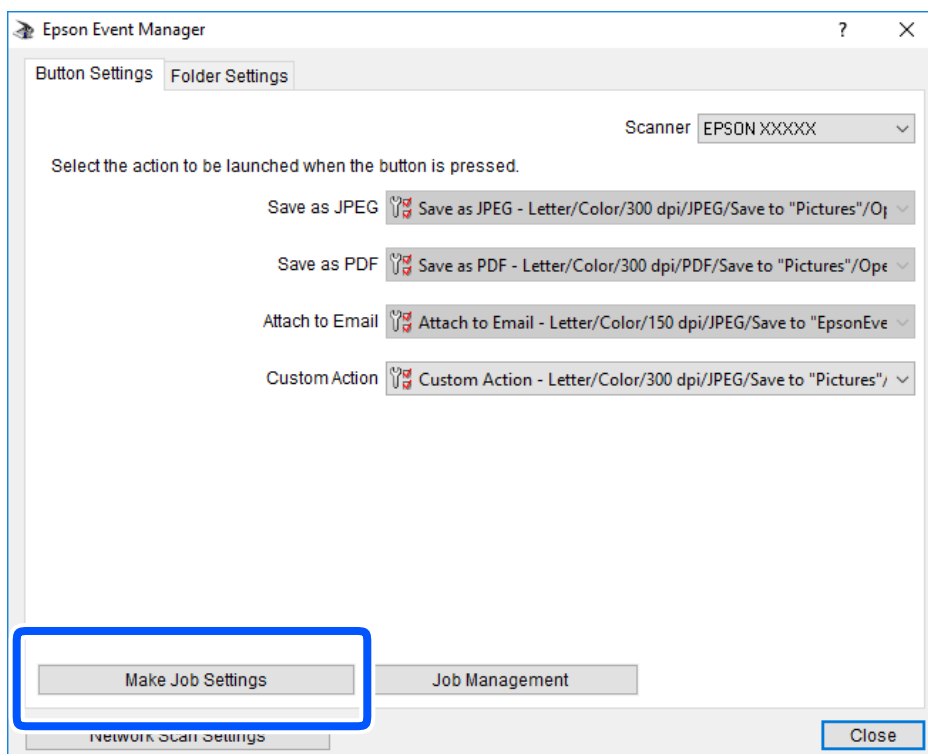 Epson Event Manager
Button Settings
Folder Settings
Scanner EPSON XXXXX
Select the action to be launched when the button is pressed.
Save as JPEG Save as JPEG - Letter/Color/300 dpi/JPEG/Save to "Pictures"/Op
Save as PDF Save as PDF - Letter/Color/300 dpi/PDF/Save to "Pictures"/Ope
Attach to Email Attach to Email - Letter/Color/150 dpi/JPEG/Save to "EpsonEve
Custom Action Custom Action - Letter/Color/300 dpi/JPEG/Save to "Pictures"/
Make Job Settings
Job Management
Network Scan Settings
Close